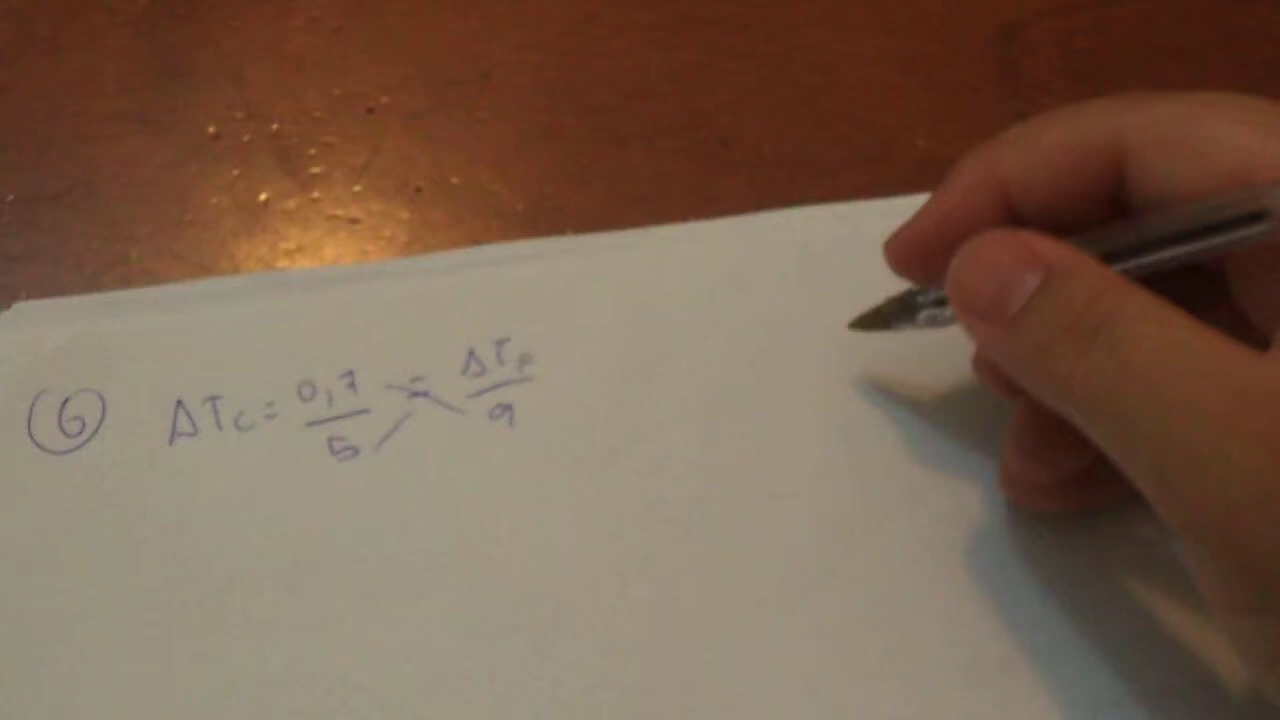 6 ΔTc = 0,7/5 = ΔTF/9